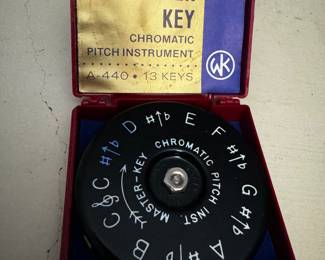 KEY
CHROMATIC
PITCH INSTRUMENT
A-440 • 13 KEYS
WK
C C ♯/♭ D ♯/♭ E F ♯/♭ G ♯/♭ A ♯/♭ B
MASTER-KEY CHROMATIC PITCH INST